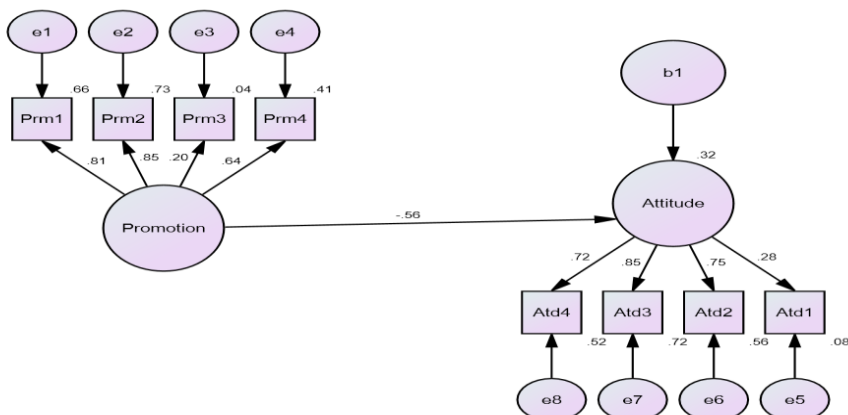 e1 e2 e3 e4
b1
.66 .73 .04 .41
Prm1 Prm2 Prm3 Prm4
.32
.81 .85 .20 .64
Promotion
-.56
Attitude
.72 .85 .75 .28
Atd4 Atd3 Atd2 Atd1
.52 .72 .56 .08
e8 e7 e6 e5